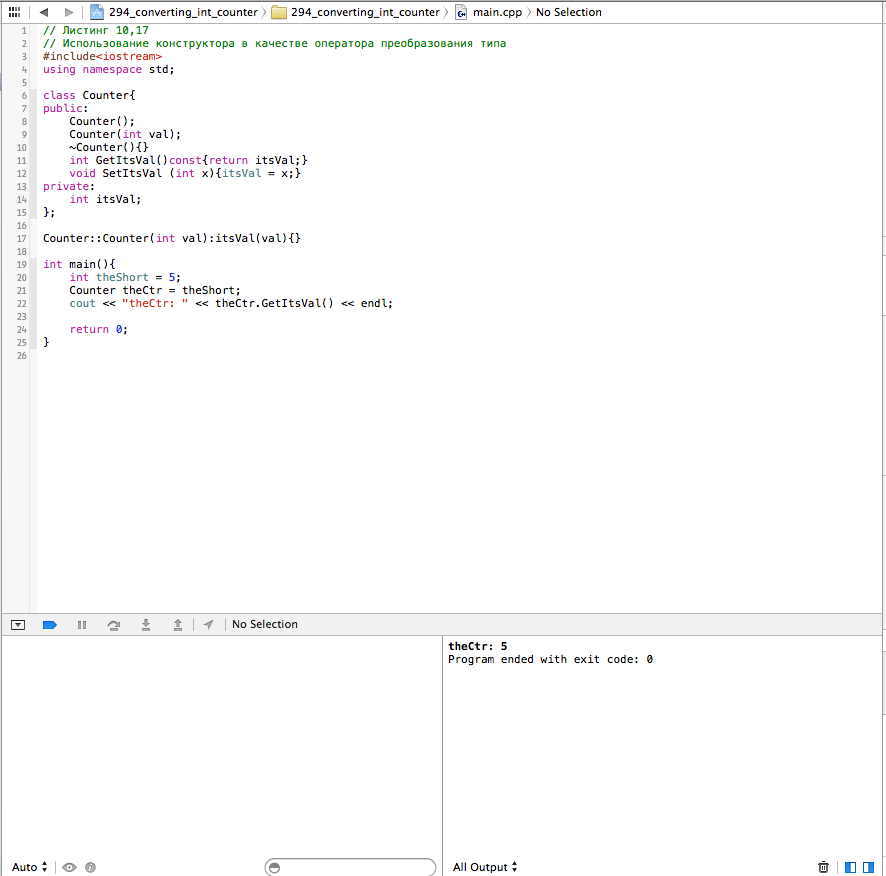 294_converting_int_counter 294_converting_int_counter main.cpp No Selection
1 // Листинг 10,17
2 // Использование конструктора в качестве оператора преобразования типа
3 #include<iostream>
4 using namespace std;
5
6 class Counter{
7 public:
8     Counter();
9     Counter(int val);
10     ~Counter(){}
11     int GetItsVal()const{return itsVal;}
12     void SetItsVal (int x){itsVal = x;}
13 private:
14     int itsVal;
15 };
16
17 Counter::Counter(int val):itsVal(val){}
18
19 int main(){
20     int theShort = 5;
21     Counter theCtr = theShort;
22     cout << "theCtr: " << theCtr.GetItsVal() << endl;
23
24     return 0;
25 }
26
No Selection
theCtr: 5
Program ended with exit code: 0
Auto All Output